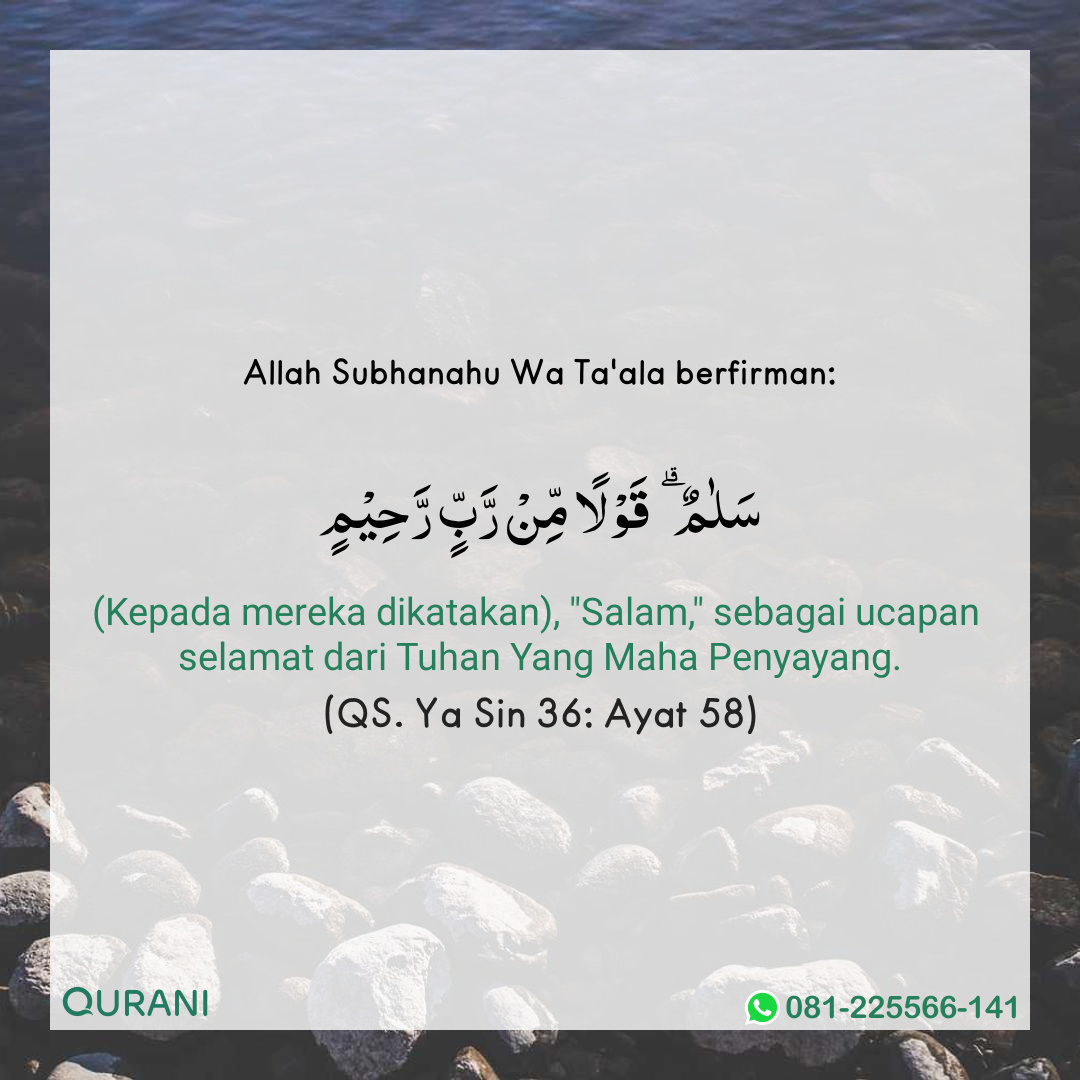 Allah Subhanahu Wa Ta'ala berfirman:
سَلٰمٌ ۗ قَوْلًا مِّنْ رَّبٍّ رَّحِيْمٍ
(Kepada mereka dikatakan), "Salam," sebagai ucapan
selamat dari Tuhan Yang Maha Penyayang.
(QS. Ya Sin 36: Ayat 58)
QURANI
081-225566-141